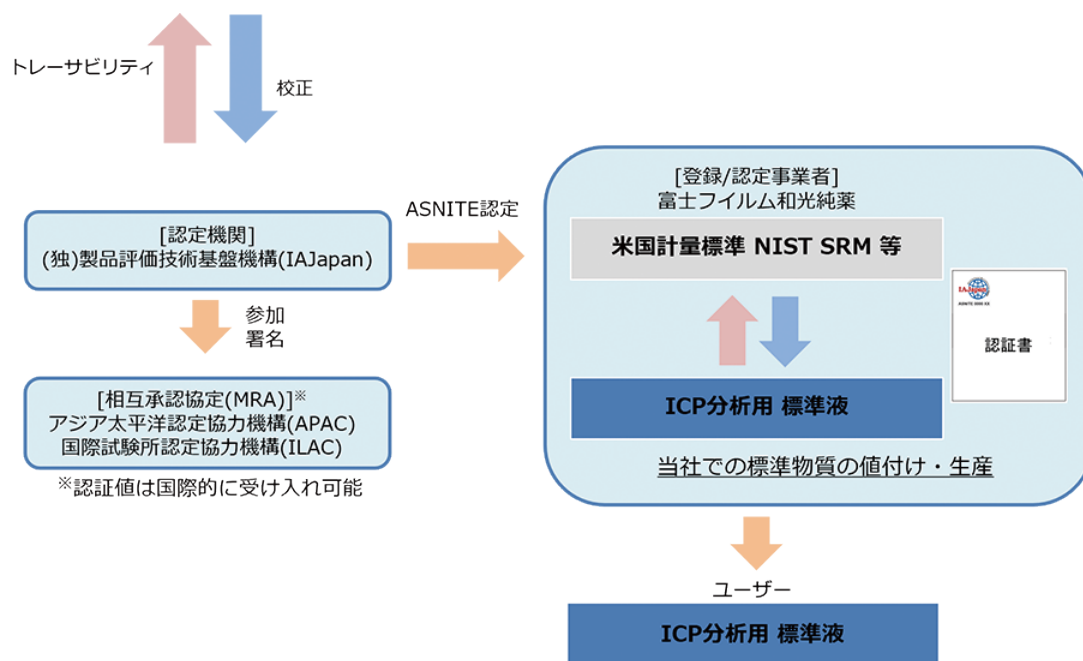 トレーサビリティ
校正
[認定機関]
(独)製品評価技術基盤機構(IAJapan)
参加
署名
[相互承認協定(MRA)]※
アジア太平洋認定協力機構(APAC)
国際試験所認定協力機構(ILAC)
※認証値は国際的に受け入れ可能
ASNITE認定
[登録/認定事業者]
富士フイルム和光純薬
米国計量標準 NIST SRM 等
IAJapan
認証書
ICP分析用 標準液
当社での標準物質の値付け・生産
ユーザー
ICP分析用 標準液